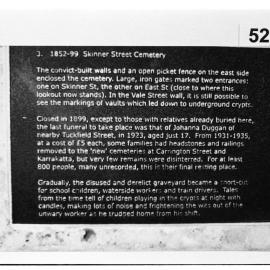 52
3. 1852-99 Skinner Street Cemetery
The convict-built walls and an open picket fence on the east side
enclosed the cemetery. Large, iron gates marked two entrances:
one on Skinner St, the other on East St (close to where this
lookout now stands). In the Vale Street wall, it is still possible to
see the markings of vaults which led down to underground crypts.
Closed in 1899, except to those with relatives already buried here,
the last funeral to take place was that of Johanna Duggan of
nearby Tuckfield Street, in 1923, aged just 17. From 1931-1935,
at a cost of £5 each, some families had headstones and railings
removed to the 'new' cemeteries at Carrington Street and
Karrakatta, but very few remains were disinterred. For at least
800 people, many unrecorded, this is their final resting place.
Gradually, the disused and derelict graveyard became a short-cut
for school children, waterside workers and train drivers. Tales
from the time tell of children playing in the crypts at night with
candles, making lots of noise and frightening the wits out of the
unwary worker as he trudged home from his shift.